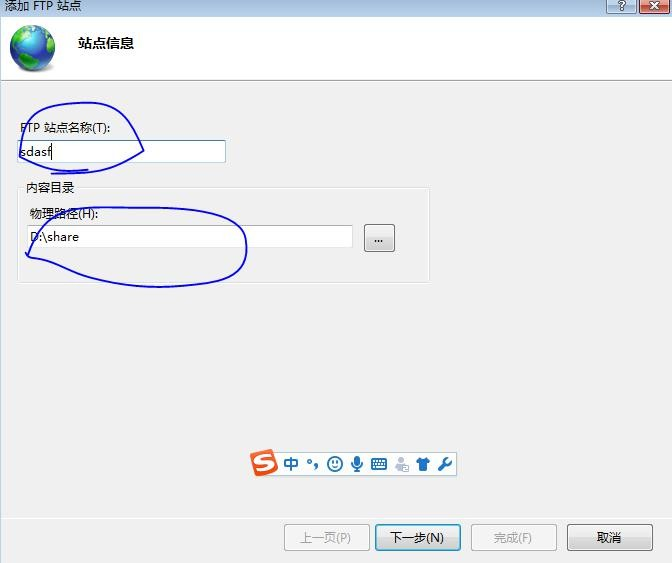 添加 FTP 站点
站点信息
FTP 站点名称(T):
sdasf
内容目录
物理路径(H):
D:\share
...
中
上一页(P)
下一步(N)
完成(F)
取消